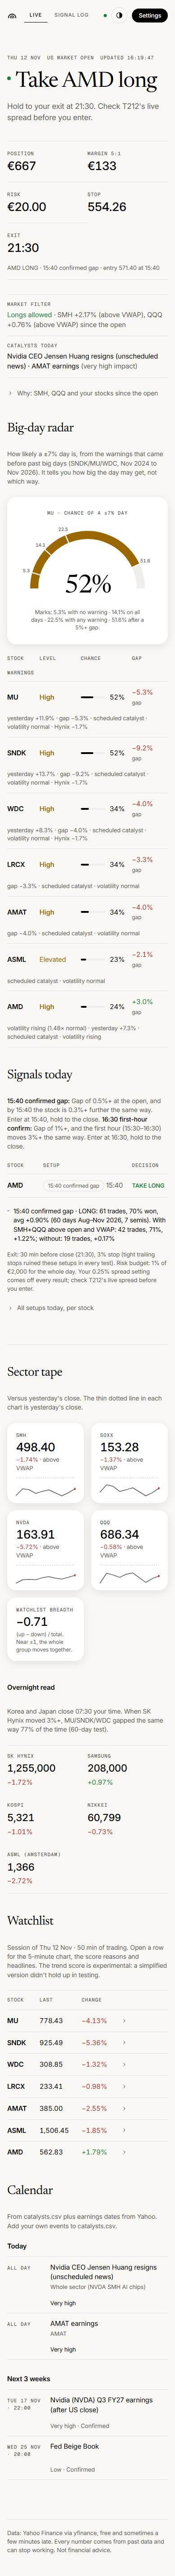 LIVE SIGNAL LOG Settings
THU 12 NOV US MARKET OPEN UPDATED 16:19:47
Take AMD long
Hold to your exit at 21:30. Check T212's live
spread before you enter.
POSITION MARGIN 5:1
€667 €133
RISK STOP
€20.00 554.26
EXIT
21:30
AMD LONG · 15:40 confirmed gap · entry 571.40 at 15:40
MARKET FILTER
Longs allowed · SMH +2.17% (above VWAP), QQQ
+0.76% (above VWAP) since the open
CATALYSTS TODAY
Nvidia CEO Jensen Huang resigns (unscheduled
news) · AMAT earnings (very high impact)
Why: SMH, QQQ and your stocks since the open
Big-day radar
How likely a ±7% day is, from the warnings that came
before past big days (SNDK/MU/WDC, Nov 2024 to
Nov 2026). It tells you how big the day may get, not
which way.
MU · CHANCE OF A ±7% DAY
22.5
14.1
5.3 51.6
52%
Marks: 5.3% with no warning · 14.1% on all
days · 22.5% with any warning · 51.6% after a
5%+ gap.
STOCK LEVEL CHANCE GAP
WARNINGS
MU High 52% −5.3%
gap
yesterday +11.9% · gap −5.3% · scheduled catalyst ·
volatility normal · Hynix −1.7%
SNDK High 52% −9.2%
gap
yesterday +13.7% · gap −9.2% · scheduled catalyst ·
volatility normal · Hynix −1.7%
WDC High 34% −4.0%
gap
yesterday +8.3% · gap −4.0% · scheduled catalyst ·
volatility normal · Hynix −1.7%
LRCX High 34% −3.3%
gap
gap −3.3% · scheduled catalyst · volatility normal
AMAT High 34% −4.0%
gap
gap −4.0% · scheduled catalyst · volatility normal
ASML Elevated 23% −2.1%
gap
scheduled catalyst · volatility normal
AMD High 24% +3.0%
gap
volatility rising (1.48× normal) · yesterday +7.3% ·
scheduled catalyst · volatility rising
Signals today
15:40 confirmed gap: Gap of 0.5%+ at the open, and
by 15:40 the stock is 0.3%+ further the same way.
Enter at 15:40, hold to the close. 16:30 first-hour
confirm: Gap of 1%+, and the first hour (15:30–16:30)
moves 3%+ the same way. Enter at 16:30, hold to the
close.
STOCK SETUP DECISION
AMD 15:40 confirmed gap 15:40 TAKE LONG
15:40 confirmed gap · LONG: 61 trades, 70% won,
avg +0.90% (60 days Aug–Nov 2026, 7 semis). With
SMH+QQQ above open and VWAP: 42 trades, 71%,
+1.22%; without: 19 trades, +0.17%
Exit: 30 min before close (21:30), 3% stop (tight trailing
stops ruined these setups in every test). Risk budget: 1% of
€2,000 for the whole day. Your 0.25% spread setting
comes off every result; check T212's live spread before
you enter.
All setups today, per stock
Sector tape
Versus yesterday's close. The thin dotted line in each
chart is yesterday's close.
SMH SOXX
498.40 153.28
−1.74% · above −1.37% · above
VWAP VWAP
NVDA QQQ
163.91 686.34
−5.72% · above −0.58% · above
VWAP VWAP
WATCHLIST BREADTH
−0.71
(up − down) / total.
Near ±1, the whole
group moves together.
Overnight read
Korea and Japan close 07:30 your time. When SK
Hynix moved 3%+, MU/SNDK/WDC gapped the same
way 77% of the time (60-day test).
SK HYNIX SAMSUNG
1,255,000 208,000
−1.72% +0.97%
KOSPI NIKKEI
5,321 60,799
−1.01% −0.73%
ASML (AMSTERDAM)
1,366
−2.72%
Watchlist
Session of Thu 12 Nov · 50 min of trading. Open a row
for the 5-minute chart, the score reasons and
headlines. The trend score is experimental: a simplified
version didn't hold up in testing.
STOCK LAST CHANGE
MU 778.43 −4.13%
SNDK 925.49 −5.36%
WDC 308.85 −1.32%
LRCX 233.41 −0.98%
AMAT 385.00 −2.55%
ASML 1,506.45 −1.85%
AMD 562.83 +1.79%
Calendar
From catalysts.csv plus earnings dates from Yahoo.
Add your own events to catalysts.csv.
Today
ALL DAY Nvidia CEO Jensen Huang resigns
(unscheduled news)
Whole sector (NVDA SMH AI chips)
Very high
ALL DAY AMAT earnings
AMAT
Very high
Next 3 weeks
TUE 17 NOV Nvidia (NVDA) Q3 FY27 earnings
· 22:00 (after US close)
Very high · Confirmed
WED 25 NOV Fed Beige Book
· 20:00
Low · Confirmed
Data: Yahoo Finance via yfinance, free and sometimes a
few minutes late. Every number comes from past data and
can stop working. Not financial advice.